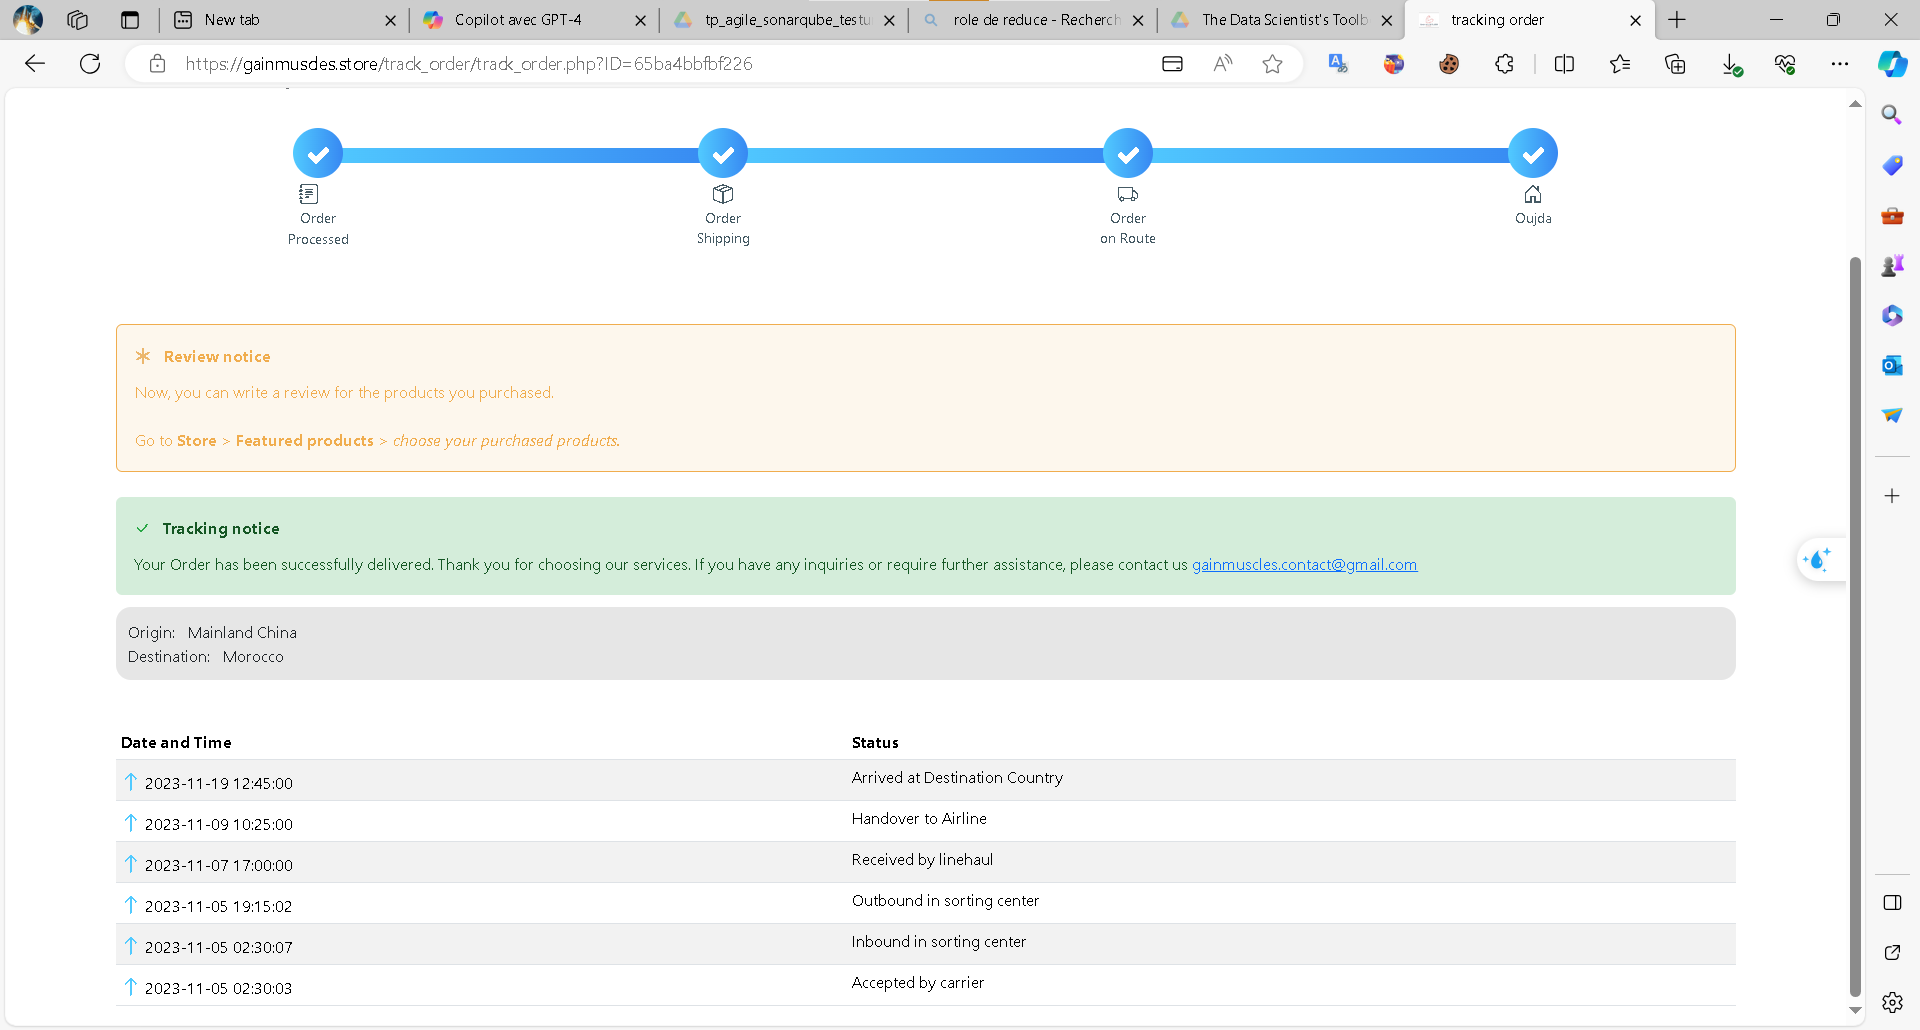 New tab
Copilot avec GPT-4
tp_agile_sonarqube_testu
role de reduce - Recherch
The Data Scientist's Toolb
tracking order
https://gainmuscles.store/track_order/track_order.php?ID=65ba4bbfbf226
Order
Processed
Order
Shipping
Order
on Route
Oujda
Review notice
Now, you can write a review for the products you purchased.
Go to Store > Featured products > choose your purchased products.
Tracking notice
Your Order has been successfully delivered. Thank you for choosing our services. If you have any inquiries or require further assistance, please contact us gainmuscles.contact@gmail.com
Origin: Mainland China
Destination: Morocco
Date and Time Status
2023-11-19 12:45:00 Arrived at Destination Country
2023-11-09 10:25:00 Handover to Airline
2023-11-07 17:00:00 Received by linehaul
2023-11-05 19:15:02 Outbound in sorting center
2023-11-05 02:30:07 Inbound in sorting center
2023-11-05 02:30:03 Accepted by carrier